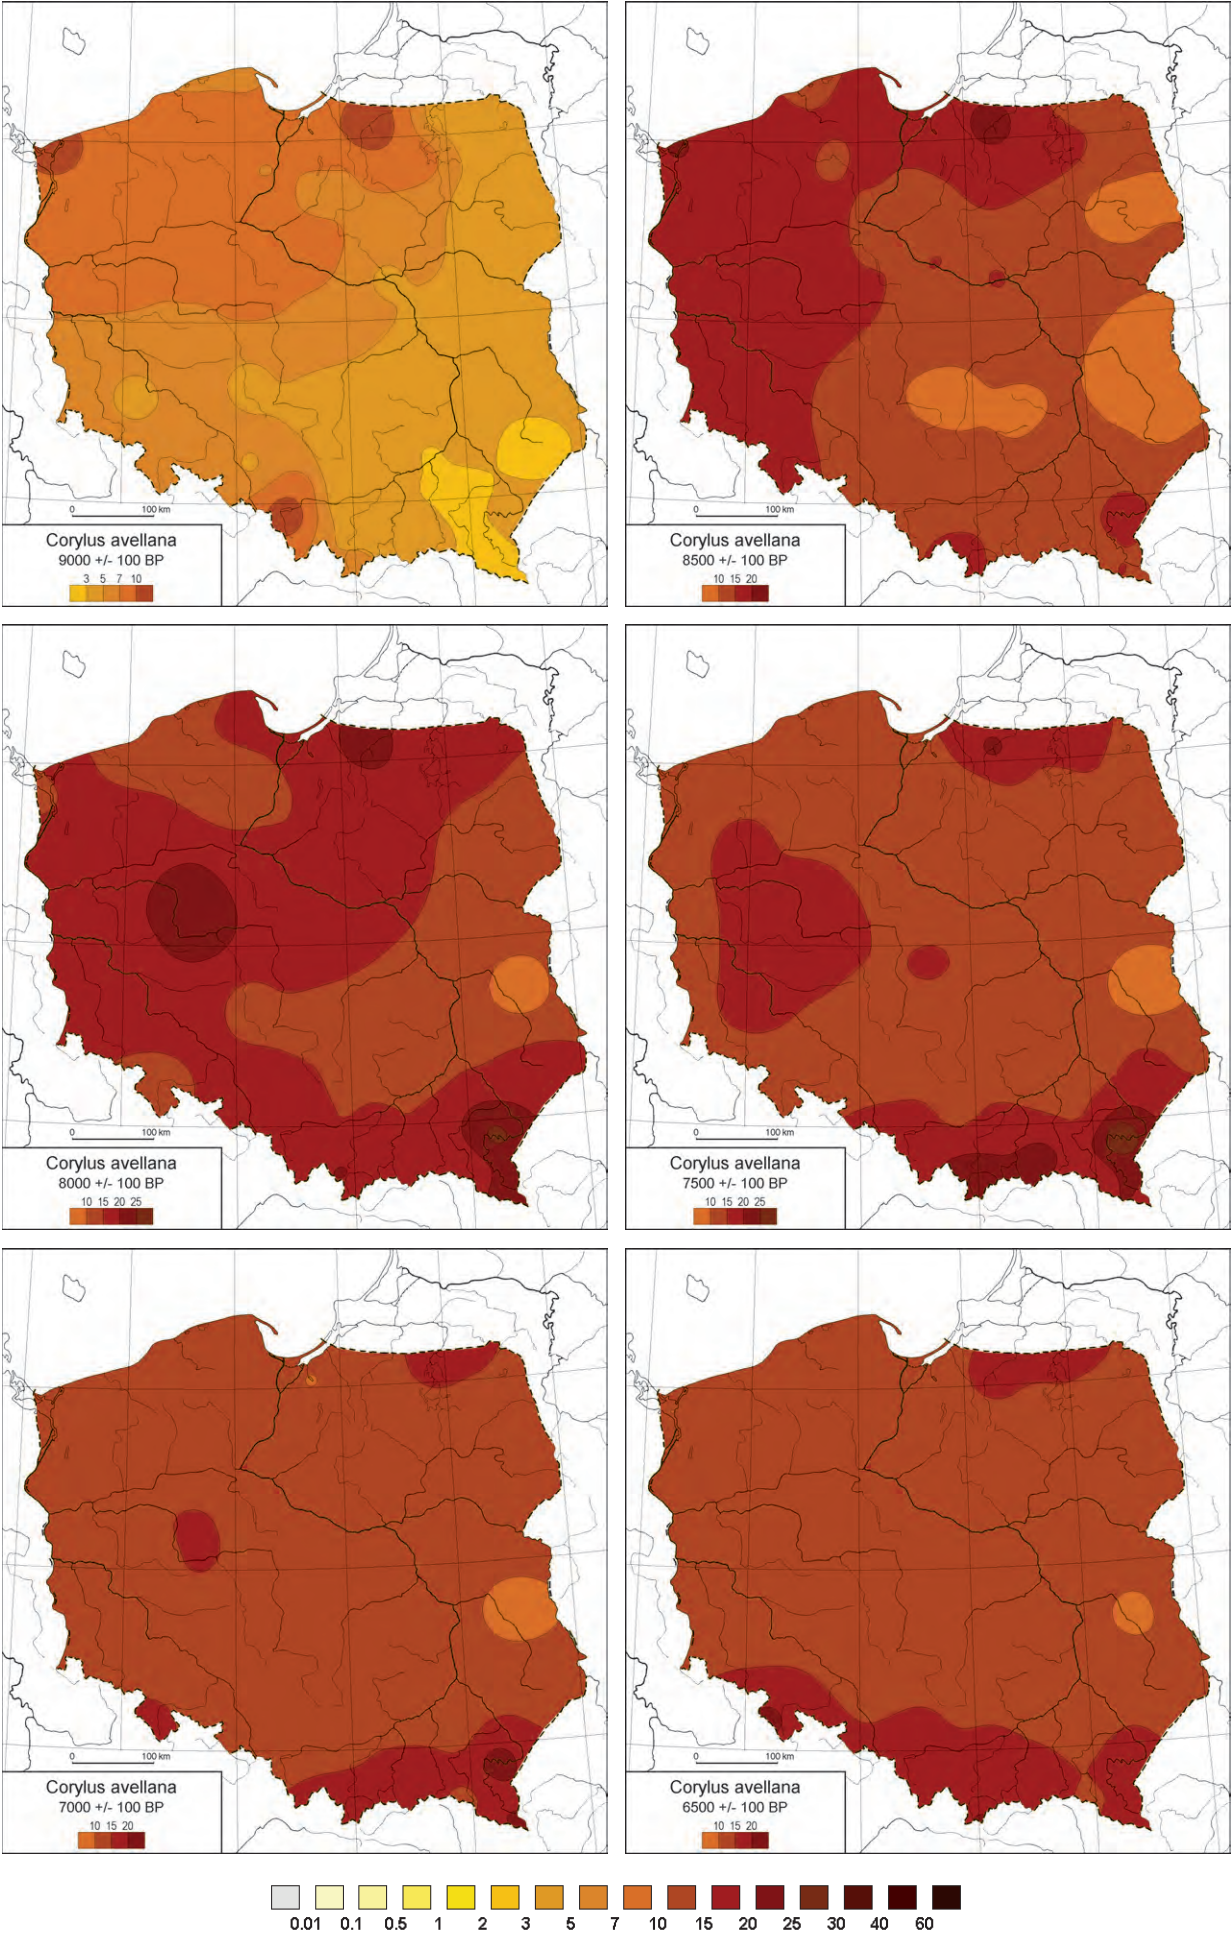 0 100 km
Corylus avellana
9000 +/- 100 BP
3 5 7 10
0 100 km
Corylus avellana
8500 +/- 100 BP
10 15 20
0 100 km
Corylus avellana
8000 +/- 100 BP
10 15 20 25
0 100 km
Corylus avellana
7500 +/- 100 BP
10 15 20 25
0 100 km
Corylus avellana
7000 +/- 100 BP
10 15 20
0 100 km
Corylus avellana
6500 +/- 100 BP
10 15 20
0.01 0.1 0.5 1 2 3 5 7 10 15 20 25 30 40 60